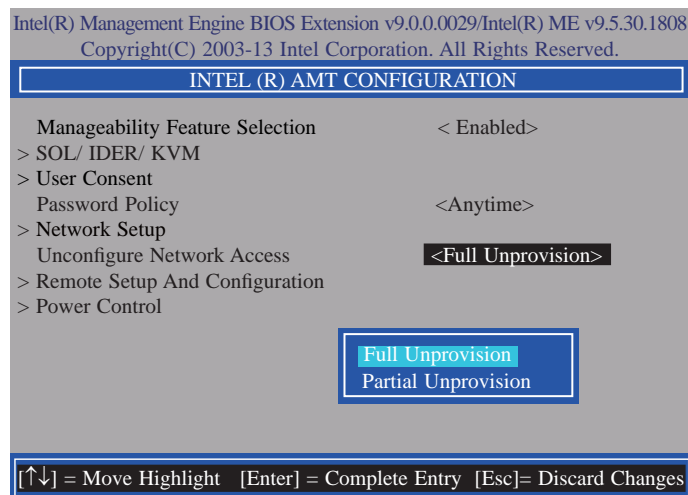 Intel(R) Management Engine BIOS Extension v9.0.0.0029/Intel(R) ME v9.5.30.1808
Copyright(C) 2003-13 Intel Corporation. All Rights Reserved.
INTEL (R) AMT CONFIGURATION
Manageability Feature Selection < Enabled>
> SOL/ IDER/ KVM
> User Consent
Password Policy <Anytime>
> Network Setup
Unconfigure Network Access <Full Unprovision>
> Remote Setup And Configuration
> Power Control
Full Unprovision
Partial Unprovision
[↑↓] = Move Highlight [Enter] = Complete Entry [Esc]= Discard Changes